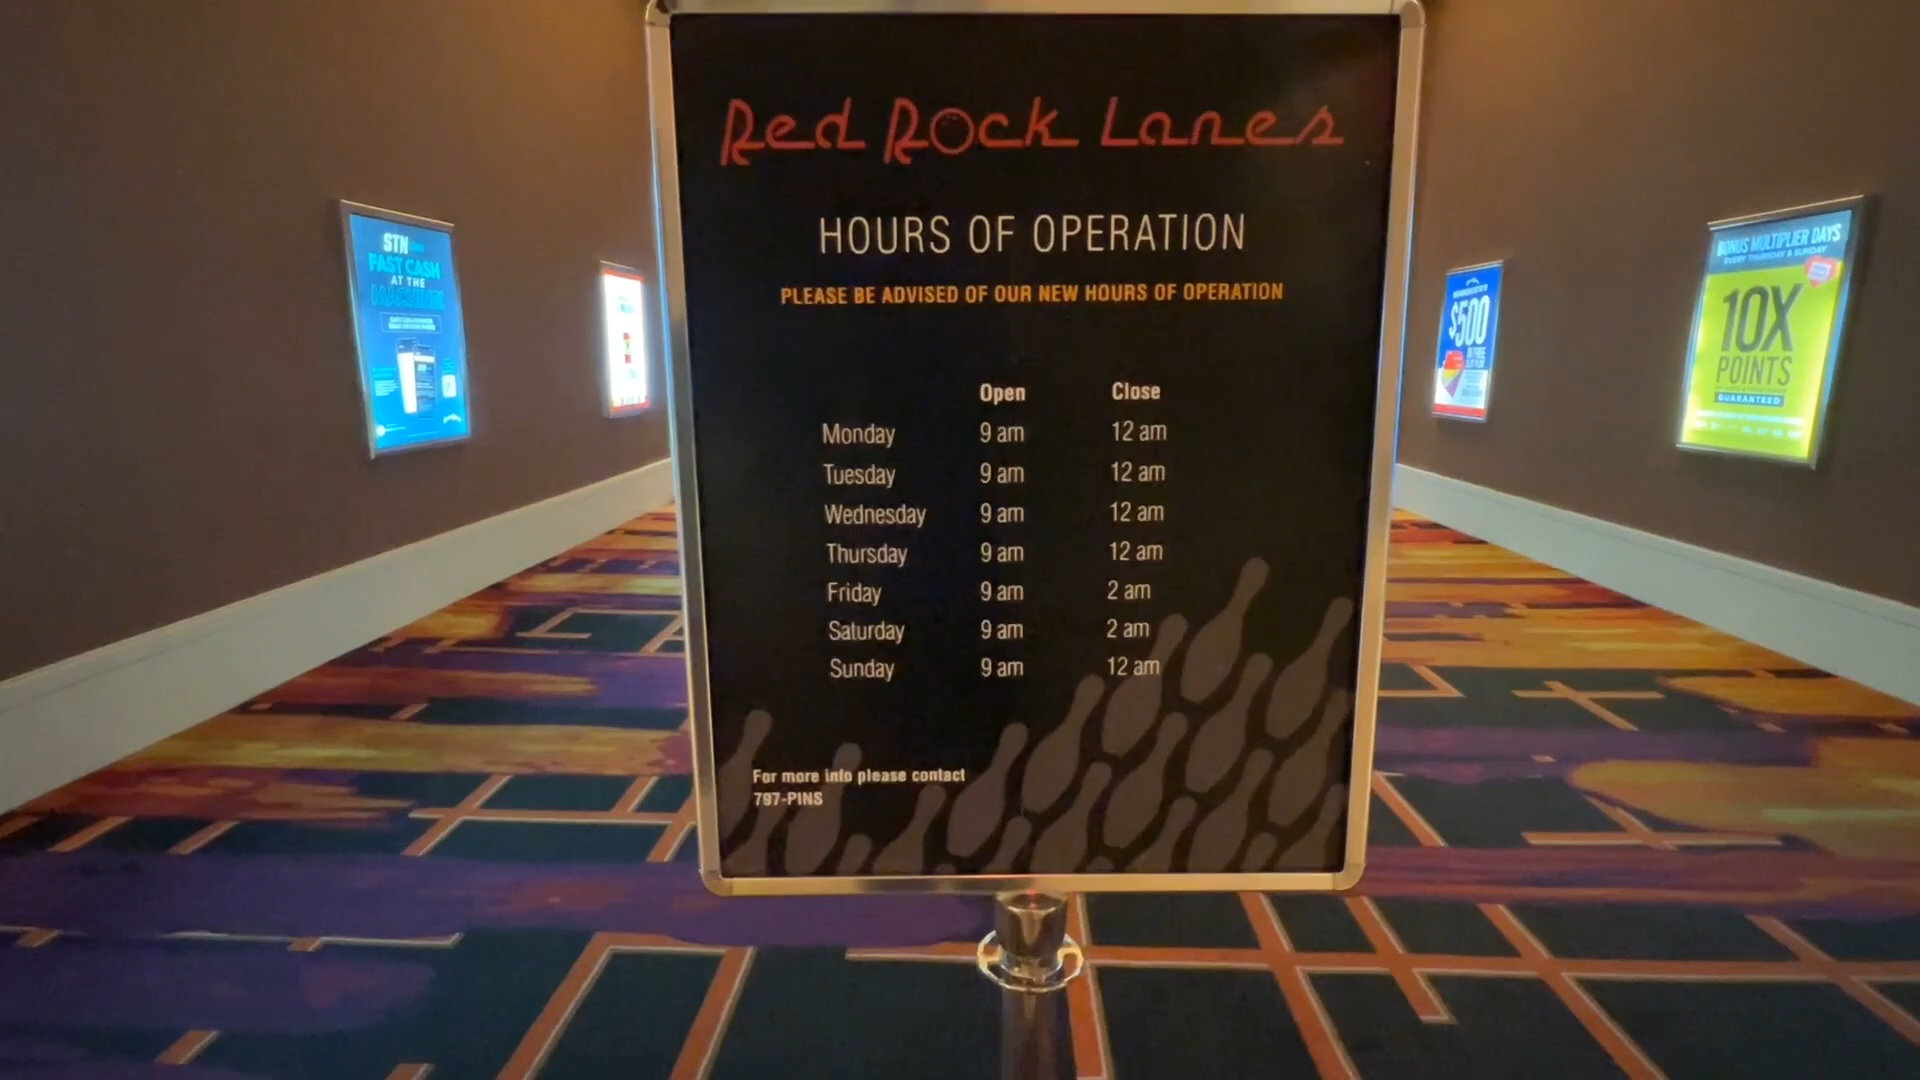 Red Rock Lanes
HOURS OF OPERATION
PLEASE BE ADVISED OF OUR NEW HOURS OF OPERATION
Open Close
Monday 9 am 12 am
Tuesday 9 am 12 am
Wednesday 9 am 12 am
Thursday 9 am 12 am
Friday 9 am 2 am
Saturday 9 am 2 am
Sunday 9 am 12 am
For more info please contact
797-PINS
STN
FAST CASH
AT THE
$500
BONUS MULTIPLIER DAYS
EVERY THURSDAY & SUNDAY
10X
POINTS
GUARANTEED